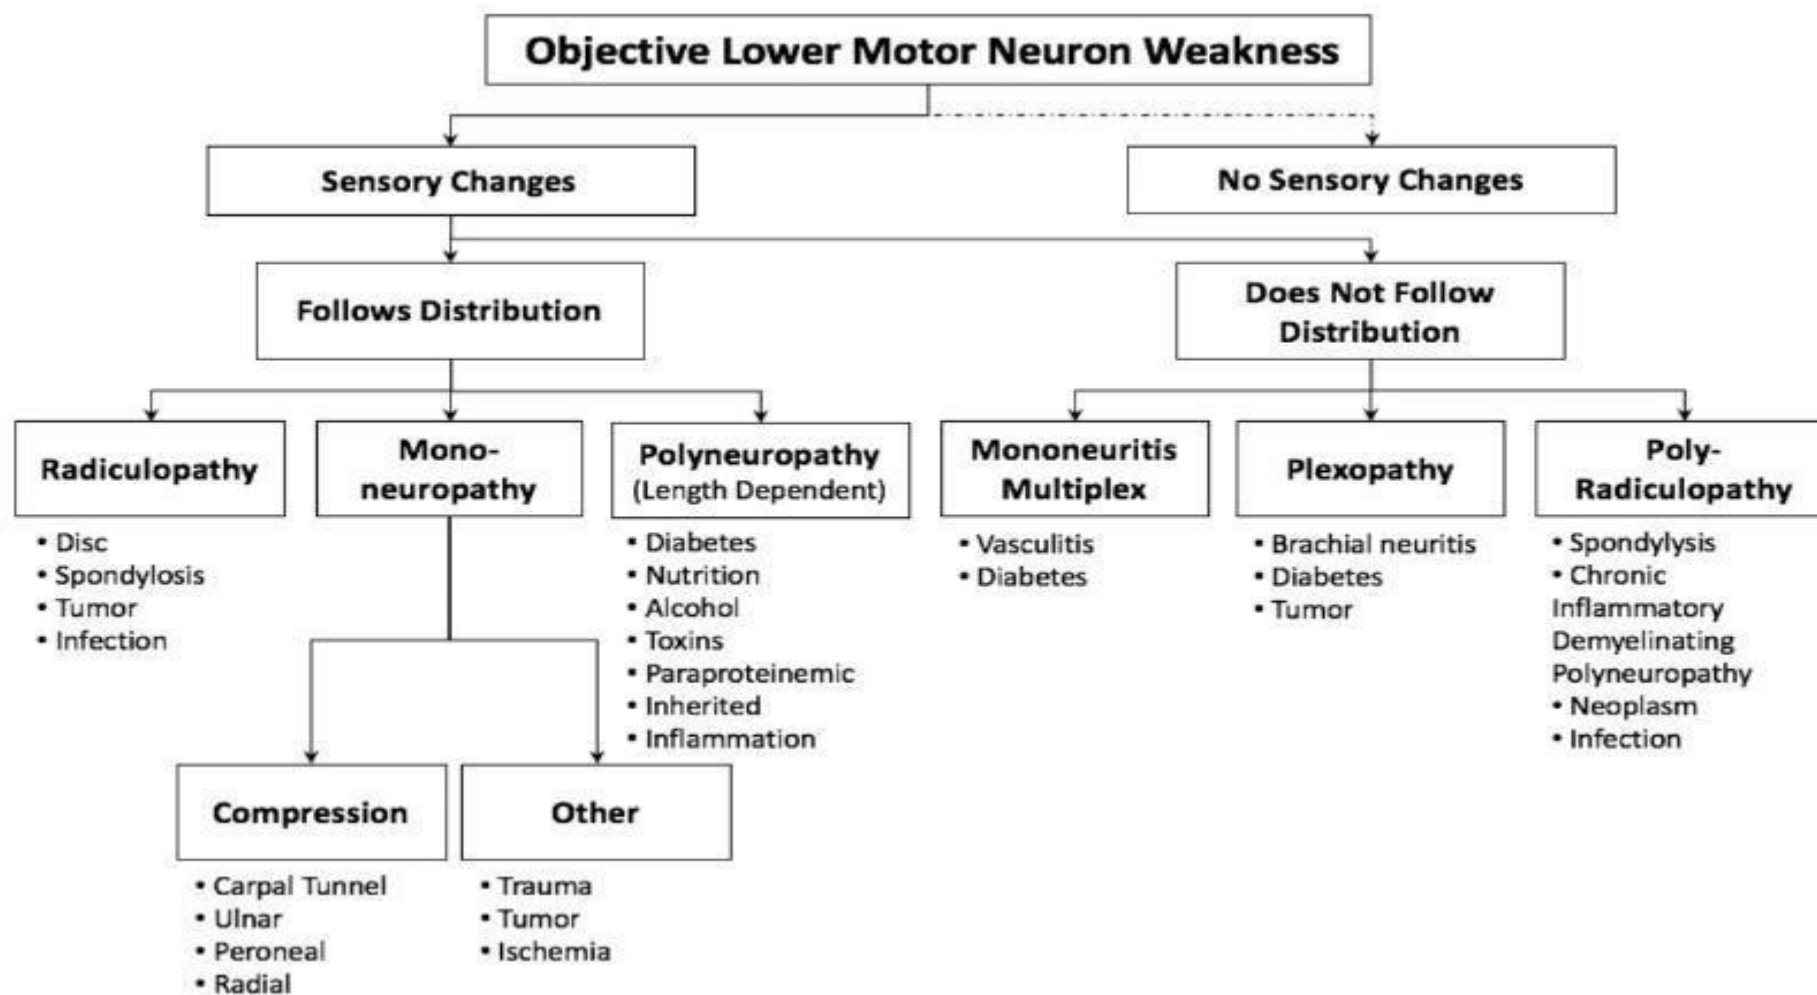 Objective Lower Motor Neuron Weakness
Sensory Changes
No Sensory Changes
Follows Distribution
Does Not Follow
Distribution
Radiculopathy
• Disc
• Spondylosis
• Tumor
• Infection
Mono-
neuropathy
Polyneuropathy
(Length Dependent)
• Diabetes
• Nutrition
• Alcohol
• Toxins
• Paraproteinemic
• Inherited
• Inflammation
Mononeuritis
Multiplex
• Vasculitis
• Diabetes
Plexopathy
• Brachial neuritis
• Diabetes
• Tumor
Poly-
Radiculopathy
• Spondylysis
• Chronic
Inflammatory
Demyelinating
Polyneuropathy
• Neoplasm
• Infection
Compression
• Carpal Tunnel
• Ulnar
• Peroneal
• Radial
Other
• Trauma
• Tumor
• Ischemia